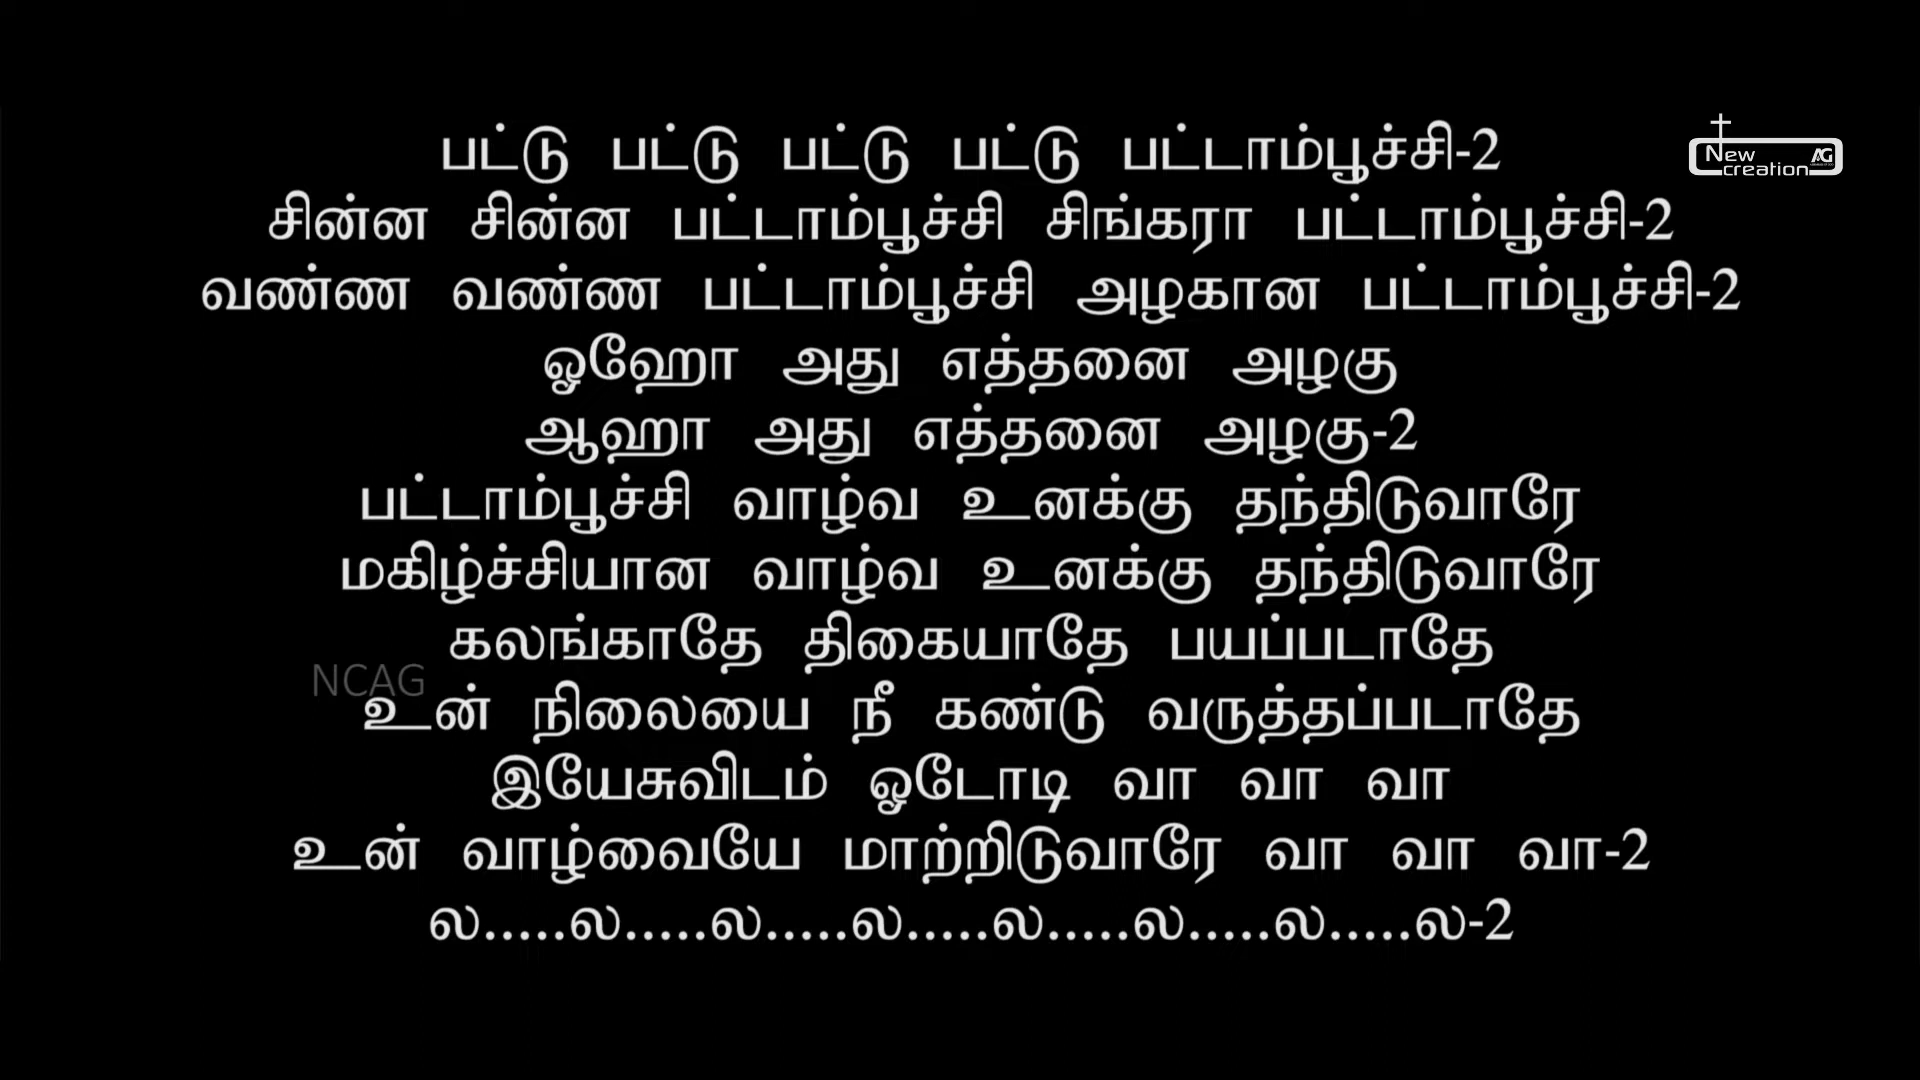 பட்டு பட்டு பட்டு பட்டு பட்டாம்பூச்சி-2
New creation AG
சின்ன சின்ன பட்டாம்பூச்சி சிங்கரா பட்டாம்பூச்சி-2
வண்ண வண்ண பட்டாம்பூச்சி அழகான பட்டாம்பூச்சி-2
ஓஹோ அது எத்தனை அழகு
ஆஹா அது எத்தனை அழகு-2
பட்டாம்பூச்சி வாழ்வ உனக்கு தந்திடுவாரே
மகிழ்ச்சியான வாழ்வ உனக்கு தந்திடுவாரே
கலங்காதே திகையாதே பயப்படாதே
NCAG
உன் நிலையை நீ கண்டு வருத்தப்படாதே
இயேசுவிடம் ஓடோடி வா வா வா
உன் வாழ்வையே மாற்றிடுவாரே வா வா வா-2
ல.....ல.....ல.....ல.....ல.....ல.....ல.....ல-2